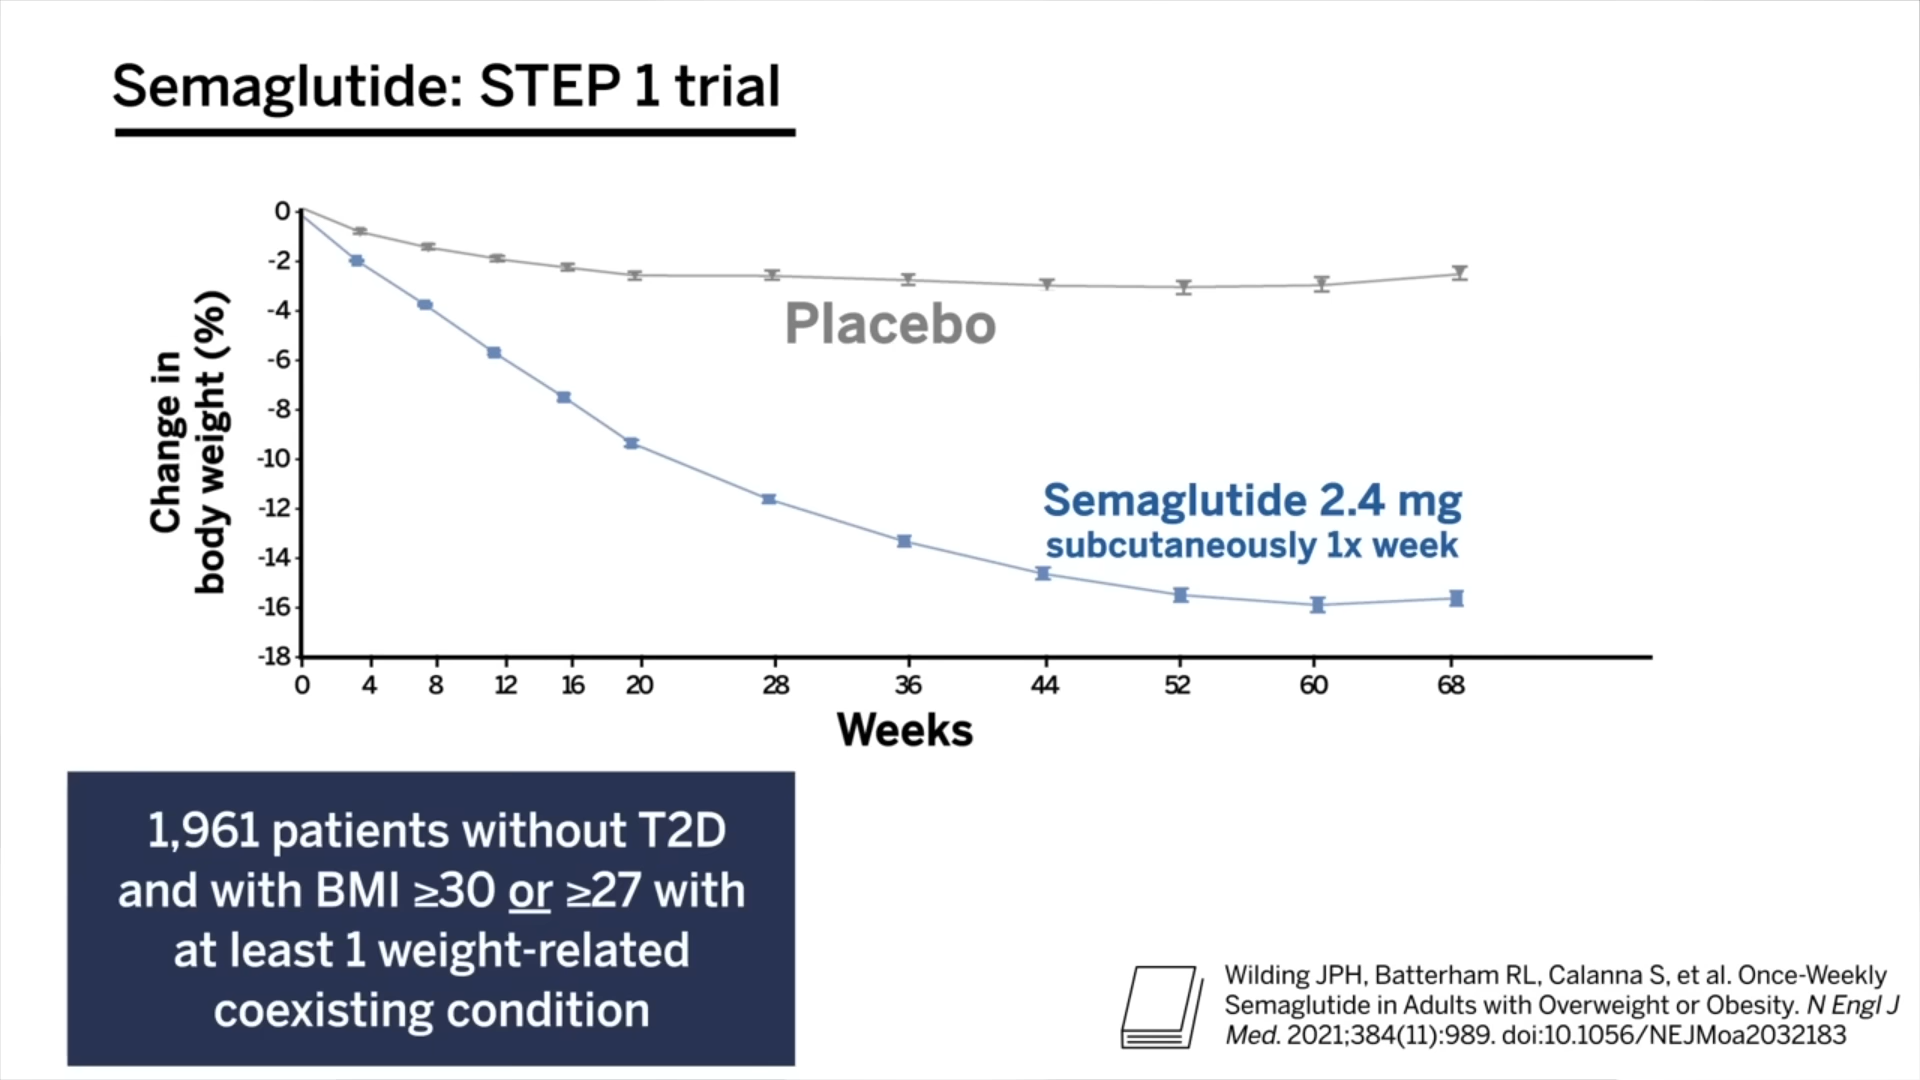 Semaglutide: STEP 1 trial
Change in
body weight (%)
0
-2
-4
-6
-8
-10
-12
-14
-16
-18
Placebo
Semaglutide 2.4 mg
subcutaneously 1x week
0 4 8 12 16 20 28 36 44 52 60 68
Weeks
1,961 patients without T2D
and with BMI ≥30 or ≥27 with
at least 1 weight-related
coexisting condition
Wilding JPH, Batterham RL, Calanna S, et al. Once-Weekly
Semaglutide in Adults with Overweight or Obesity. N Engl J
Med. 2021;384(11):989. doi:10.1056/NEJMoa2032183